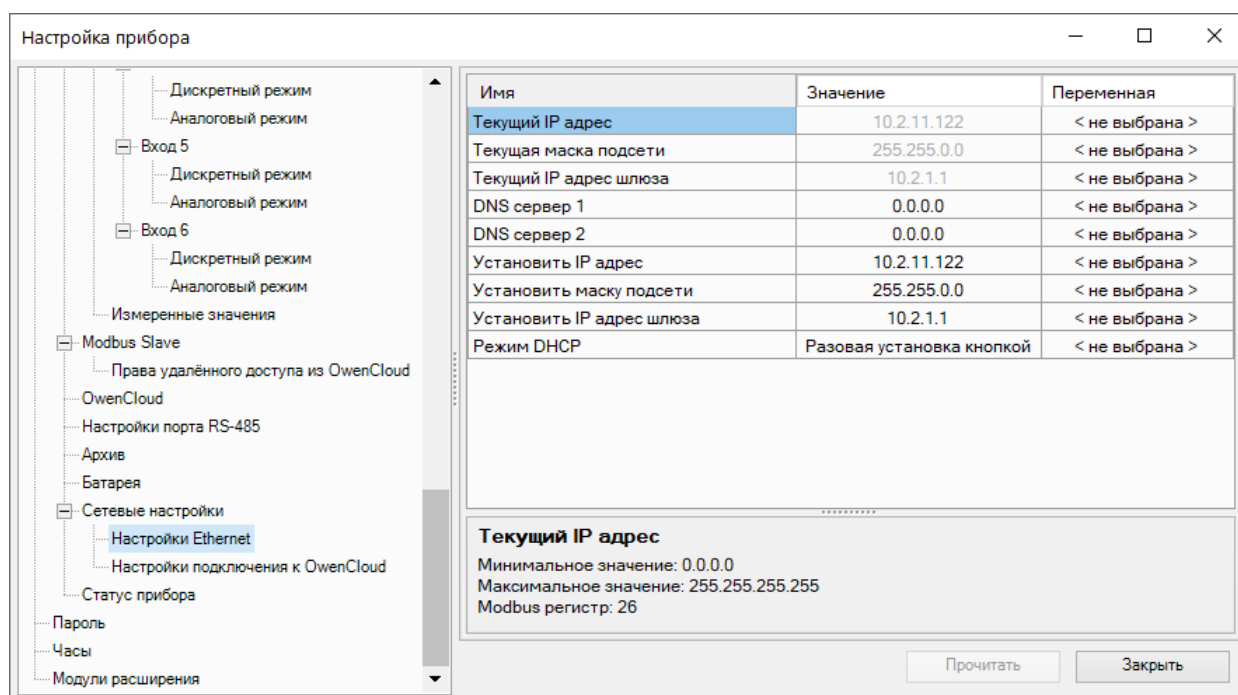 Настройка прибора
Дискретный режим
Аналоговый режим
Вход 5
Дискретный режим
Аналоговый режим
Вход 6
Дискретный режим
Аналоговый режим
Измеренные значения
Modbus Slave
Права удалённого доступа из OwenCloud
OwenCloud
Настройки порта RS-485
Архив
Батарея
Сетевые настройки
Настройки Ethernet
Настройки подключения к OwenCloud
Статус прибора
Пароль
Часы
Модули расширения
Имя Значение Переменная
Текущий IP адрес 10.2.11.122 < не выбрана >
Текущая маска подсети 255.255.0.0 < не выбрана >
Текущий IP адрес шлюза 10.2.1.1 < не выбрана >
DNS сервер 1 0.0.0.0 < не выбрана >
DNS сервер 2 0.0.0.0 < не выбрана >
Установить IP адрес 10.2.11.122 < не выбрана >
Установить маску подсети 255.255.0.0 < не выбрана >
Установить IP адрес шлюза 10.2.1.1 < не выбрана >
Режим DHCP Разовая установка кнопкой < не выбрана >
Текущий IP адрес
Минимальное значение: 0.0.0.0
Максимальное значение: 255.255.255.255
Modbus регистр: 26
Прочитать Закрыть